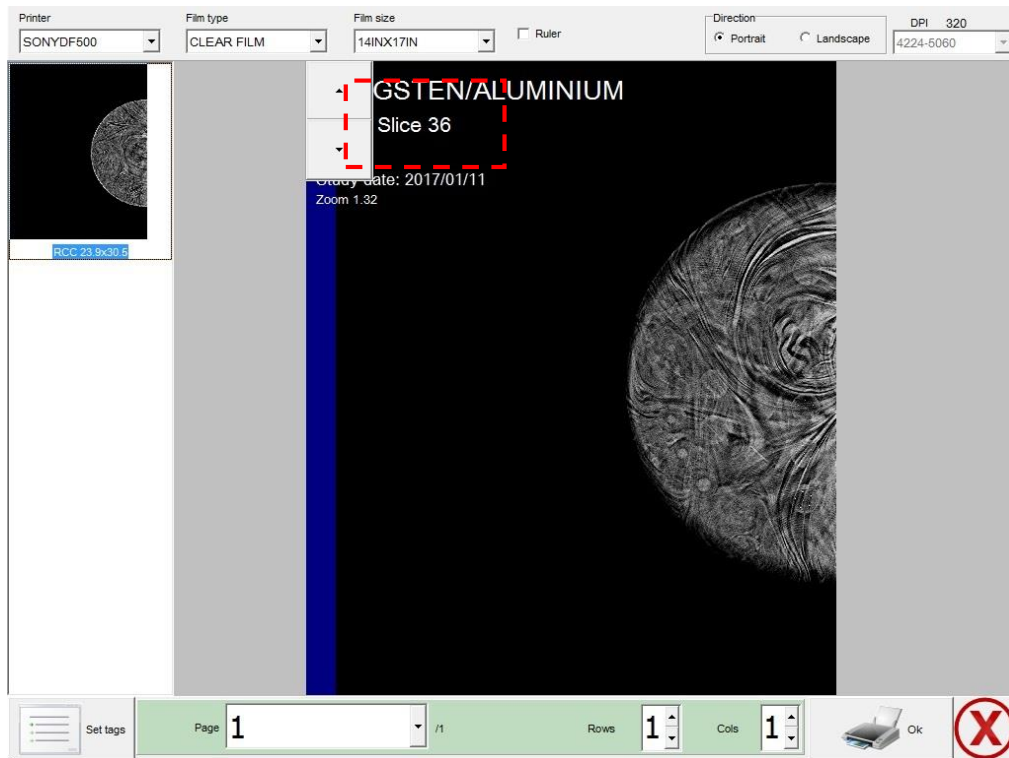 Printer
Film type
Film size
SONYDF500
CLEAR FILM
14INX17IN
Ruler
Direction
Portrait
Landscape
DPI 320
4224-5060
GSTEN/ALUMINIUM
Slice 36
Study date: 2017/01/11
Zoom 1.32
RCC 23.9x30.5
Set tags
Page 1 /1
Rows 1
Cols 1
Ok